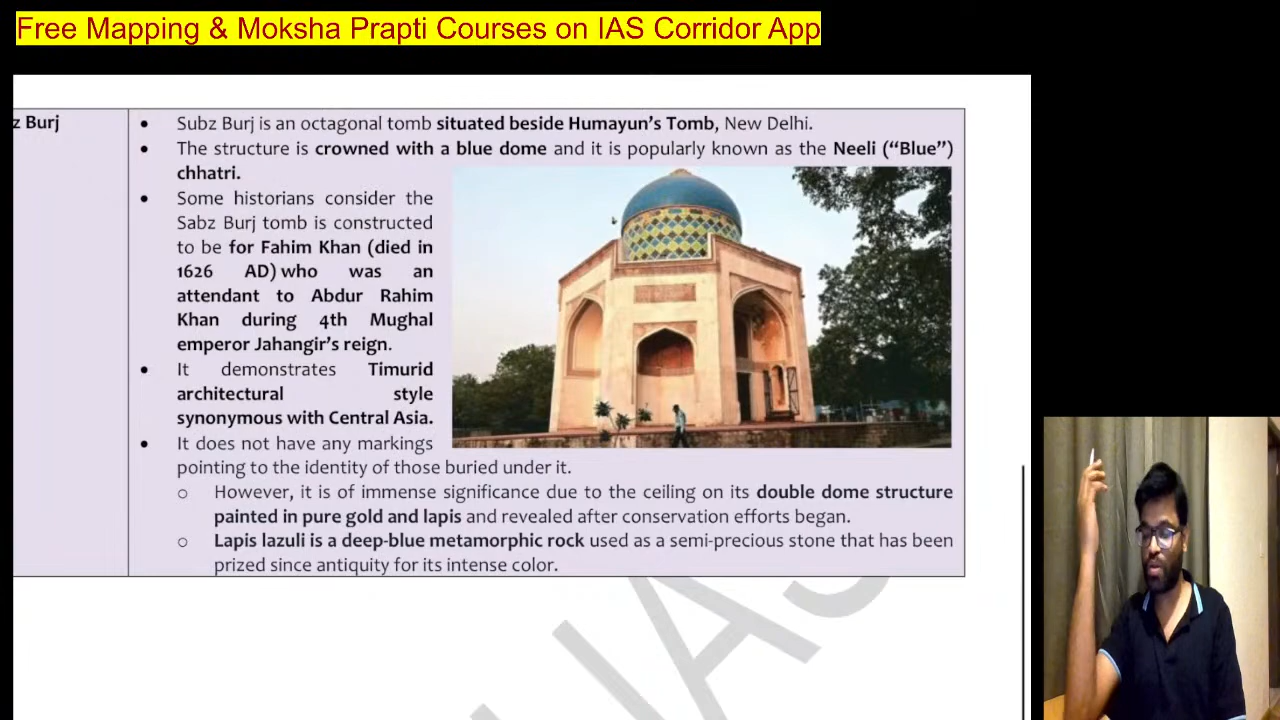 Free Mapping & Moksha Prapti Courses on IAS Corridor App
z Burj
• Subz Burj is an octagonal tomb situated beside Humayun's Tomb, New Delhi.
• The structure is crowned with a blue dome and it is popularly known as the Neeli (“Blue”)
chhatri.
• Some historians consider the
Sabz Burj tomb is constructed
to be for Fahim Khan (died in
1626 AD) who was an
attendant to Abdur Rahim
Khan during 4th Mughal
emperor Jahangir's reign.
• It demonstrates Timurid
architectural style
synonymous with Central Asia.
• It does not have any markings
pointing to the identity of those buried under it.
o However, it is of immense significance due to the ceiling on its double dome structure
painted in pure gold and lapis and revealed after conservation efforts began.
o Lapis lazuli is a deep-blue metamorphic rock used as a semi-precious stone that has been
prized since antiquity for its intense color.
IAS